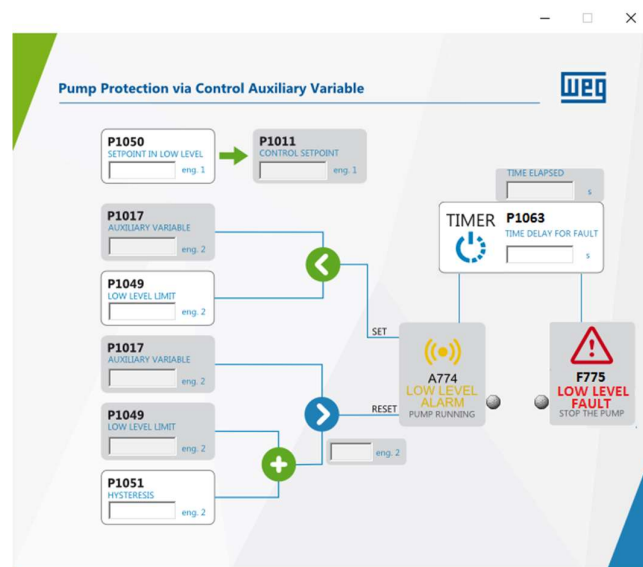 Pump Protection via Control Auxiliary Variable
weg
P1050
SETPOINT IN LOW LEVEL
eng. 1
P1011
CONTROL SETPOINT
eng. 1
TIME ELAPSED
s
P1017
AUXILIARY VARIABLE
eng. 2
TIMER
P1063
TIME DELAY FOR FAULT
s
P1049
LOW LEVEL LIMIT
eng. 2
P1017
AUXILIARY VARIABLE
eng. 2
SET
RESET
A774
LOW LEVEL
ALARM
PUMP RUNNING
F775
LOW LEVEL
FAULT
STOP THE PUMP
P1049
LOW LEVEL LIMIT
eng. 2
eng. 2
P1051
HYSTERESIS
eng. 2